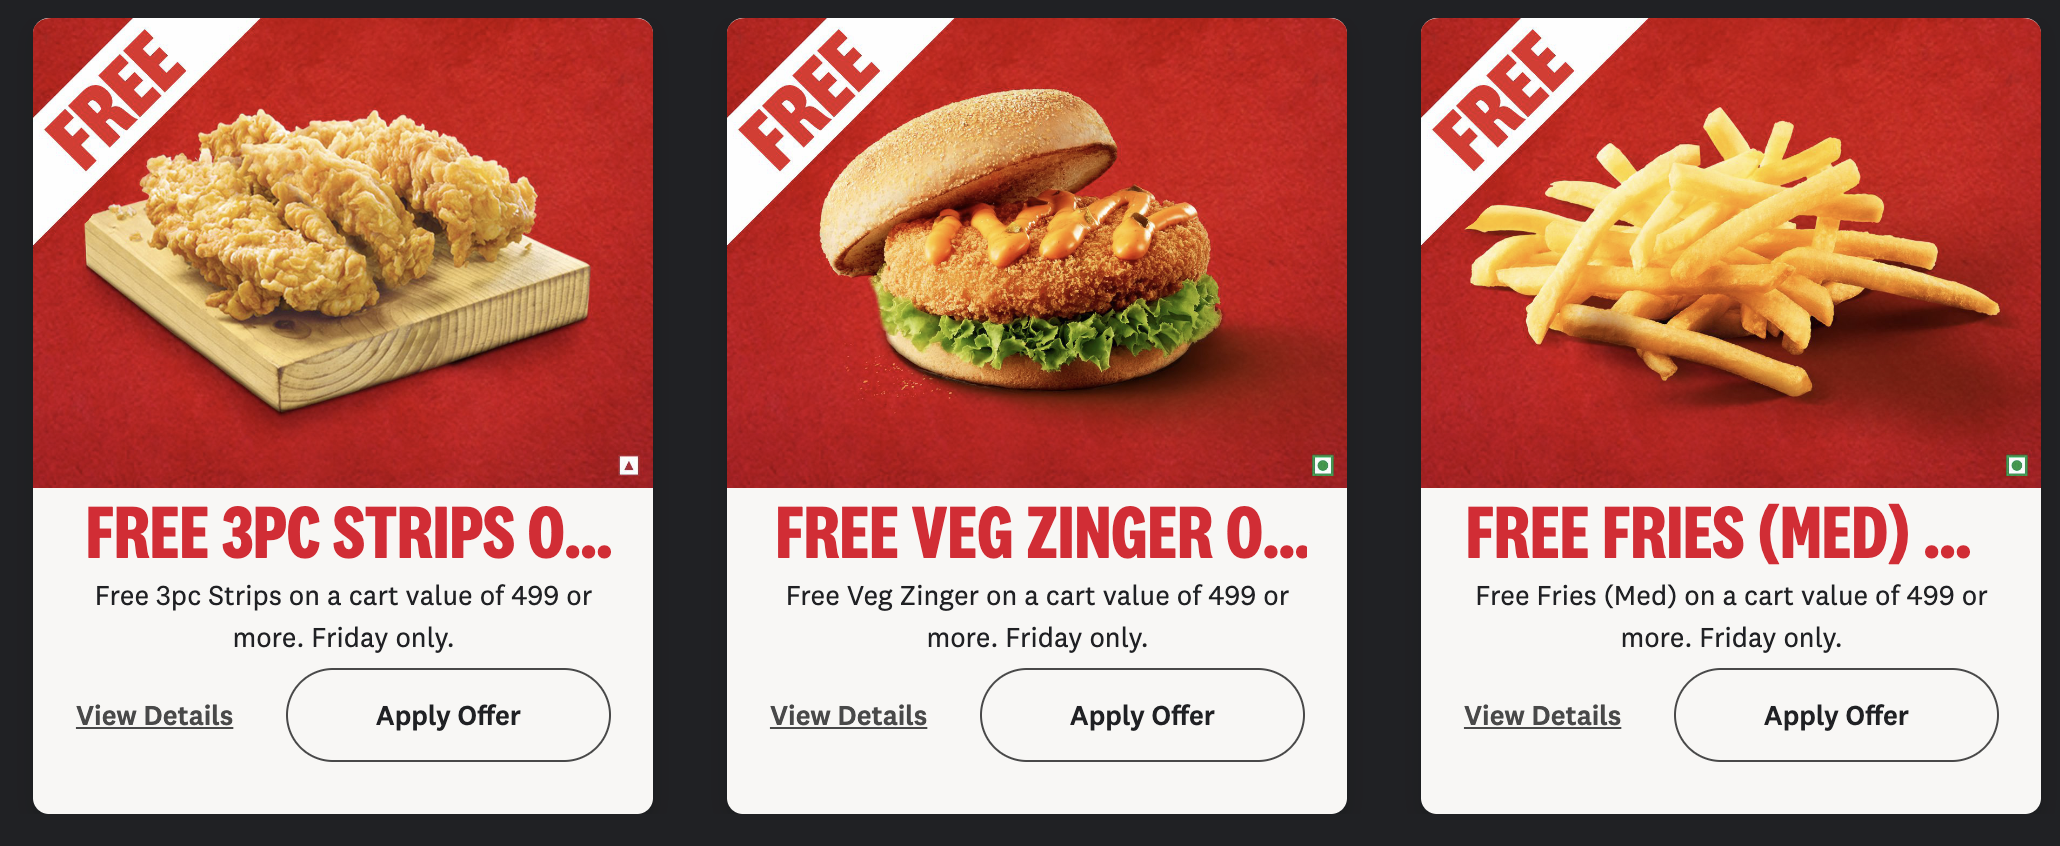 FREE
FREE 3PC STRIPS O...
Free 3pc Strips on a cart value of 499 or
more. Friday only.
View Details
Apply Offer
FREE
FREE VEG ZINGER O...
Free Veg Zinger on a cart value of 499 or
more. Friday only.
View Details
Apply Offer
FREE
FREE FRIES (MED) ...
Free Fries (Med) on a cart value of 499 or
more. Friday only.
View Details
Apply Offer